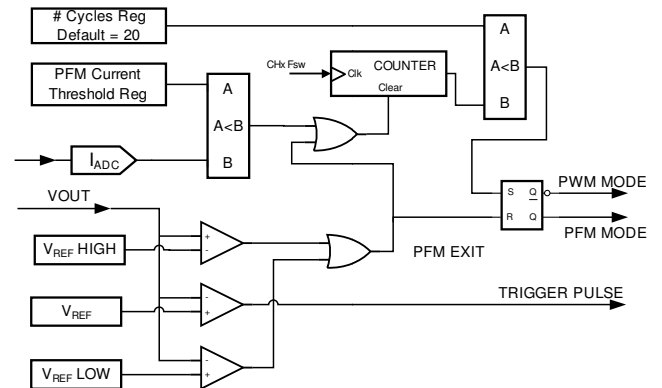 # Cycles Reg
Default = 20
PFM Current
Threshold Reg
A
A<B
B
IADC
CHx Fsw
Clk
COUNTER
Clear
A
A<B
B
VOUT
VREF HIGH
+
-
VREF
-
+
VREF LOW
-
+
PFM EXIT
S
Q
R
Q
PWM MODE
PFM MODE
TRIGGER PULSE